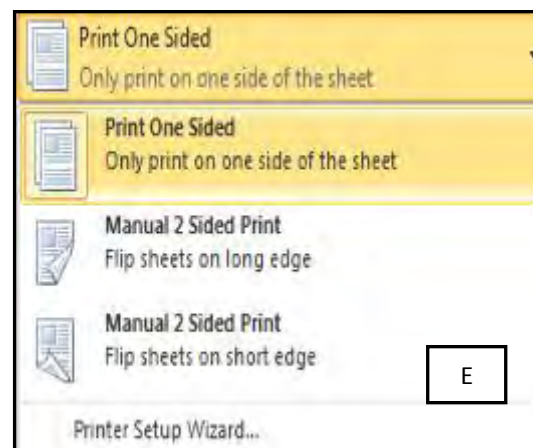 Print One Sided
Only print on one side of the sheet
Print One Sided
Only print on one side of the sheet
Manual 2 Sided Print
Flip sheets on long edge
Manual 2 Sided Print
Flip sheets on short edge
E
Printer Setup Wizard...